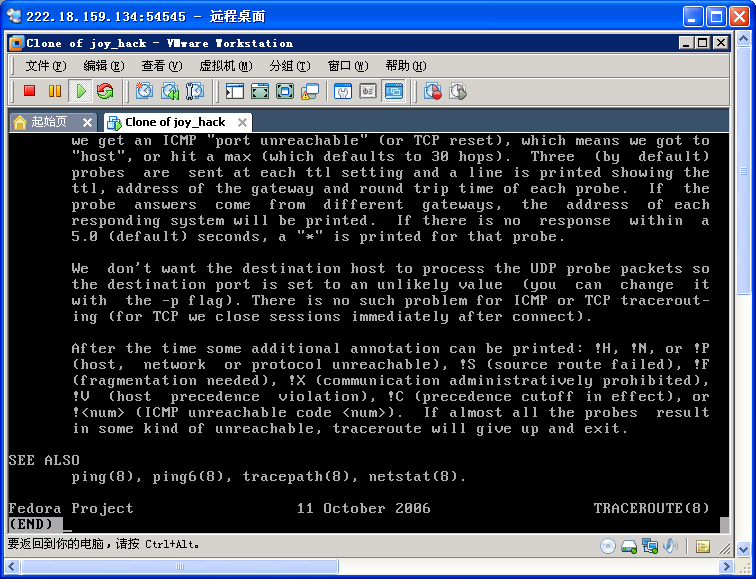 222.18.159.134:54545 - 远程桌面
Clone of joy_hack - VMware Workstation
文件(F) 编辑(E) 查看(V) 虚拟机(M) 分组(T) 窗口(W) 帮助(H)
起始页 Clone of joy_hack
we get an ICMP "port unreachable" (or TCP reset), which means we got to
"host", or hit a max (which defaults to 30 hops).  Three  (by  default)
probes  are  sent at each ttl setting and a line is printed showing the
ttl, address of the gateway and round trip time of each probe.  If  the
probe  answers  come  from  different  gateways,  the  address  of  each
responding system will be printed.  If there is no  response  within  a
5.0 (default) seconds, a "*" is printed for that probe.
We  don't want the destination host to process the UDP probe packets so
the destination port is set to an unlikely value  (you  can  change  it
with  the -p flag). There is no such problem for ICMP or TCP tracerout-
ing (for TCP we close sessions immediately after connect).
After the time some additional annotation can be printed: !H, !N, or !P
(host,  network  or protocol unreachable), !S (source route failed), !F
(fragmentation needed), !X (communication administratively prohibited),
!V  (host  precedence  violation), !C (precedence cutoff in effect), or
!<num> (ICMP unreachable code <num>).  If almost all the probes  result
in some kind of unreachable, traceroute will give up and exit.
SEE ALSO
ping(8), ping6(8), tracepath(8), netstat(8).
Fedora Project 11 October 2006 TRACEROUTE(8)
(END)
要返回到你的电脑，请按 Ctrl+Alt。